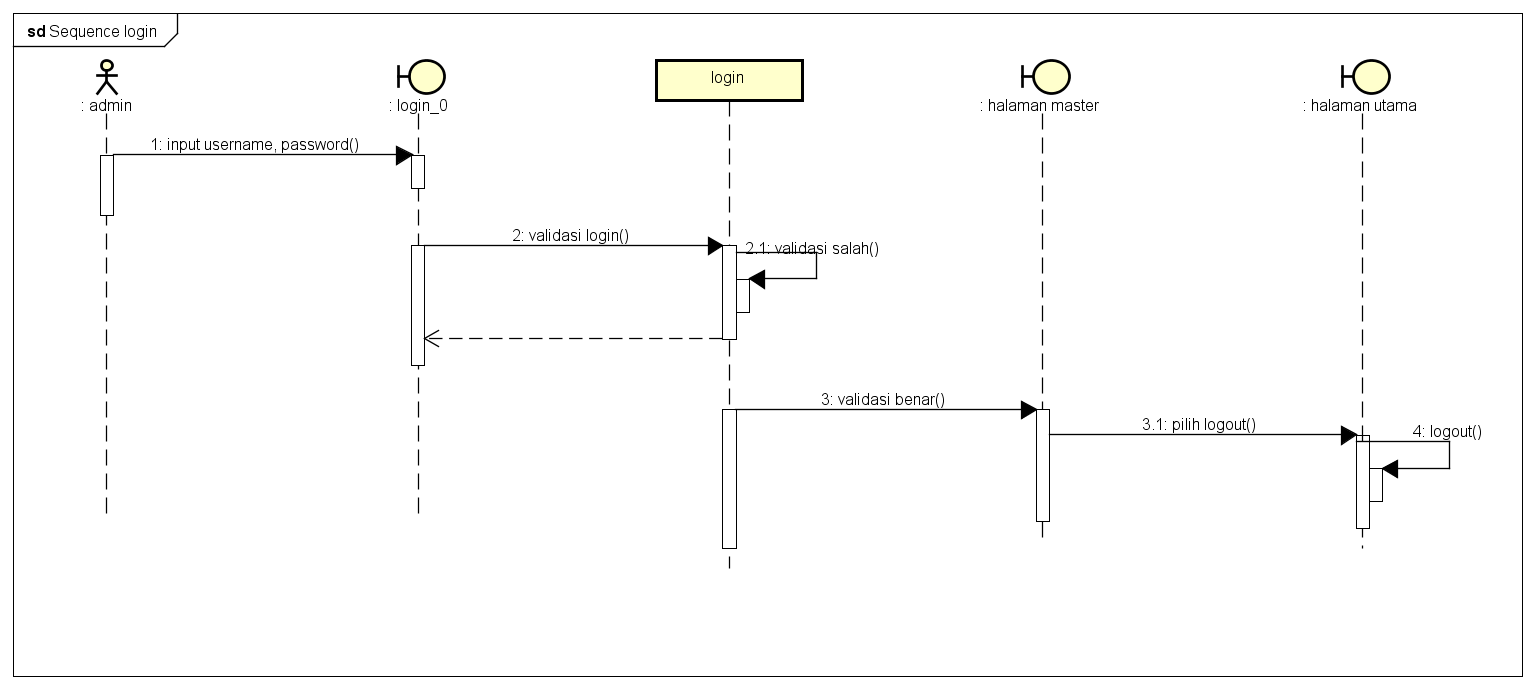 sd Sequence login
: admin
: login_0
login
: halaman master
: halaman utama
1: input username, password()
2: validasi login()
2.1: validasi salah()
3: validasi benar()
3.1: pilih logout()
4: logout()